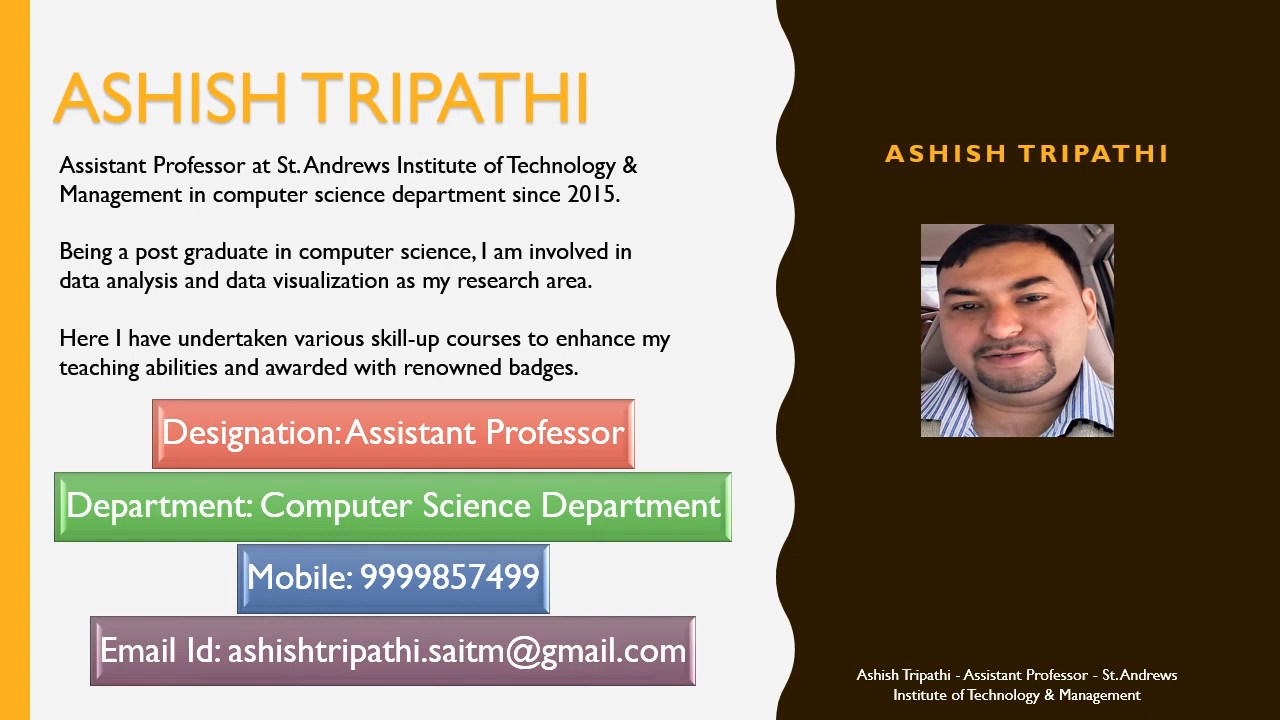 ASHISH TRIPATHI
Assistant Professor at St. Andrews Institute of Technology &
Management in computer science department since 2015.
Being a post graduate in computer science, I am involved in
data analysis and data visualization as my research area.
Here I have undertaken various skill-up courses to enhance my
teaching abilities and awarded with renowned badges.
Designation: Assistant Professor
Department: Computer Science Department
Mobile: 9999857499
Email Id: ashishtripathi.saitm@gmail.com
ASHISH TRIPATHI
Ashish Tripathi - Assistant Professor - St. Andrews
Institute of Technology & Management